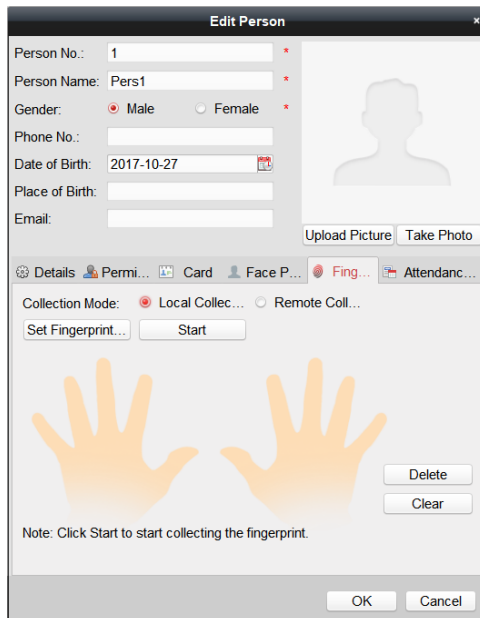 Edit Person ×
Person No.: 1 *
Person Name: Pers1 *
Gender: Male Female *
Phone No.:
Date of Birth: 2017-10-27
Place of Birth:
Email:
Upload Picture Take Photo
Details Permi... Card Face P... Fing... Attendanc...
Collection Mode: Local Collec... Remote Coll...
Set Fingerprint... Start
Delete
Clear
Note: Click Start to start collecting the fingerprint.
OK Cancel